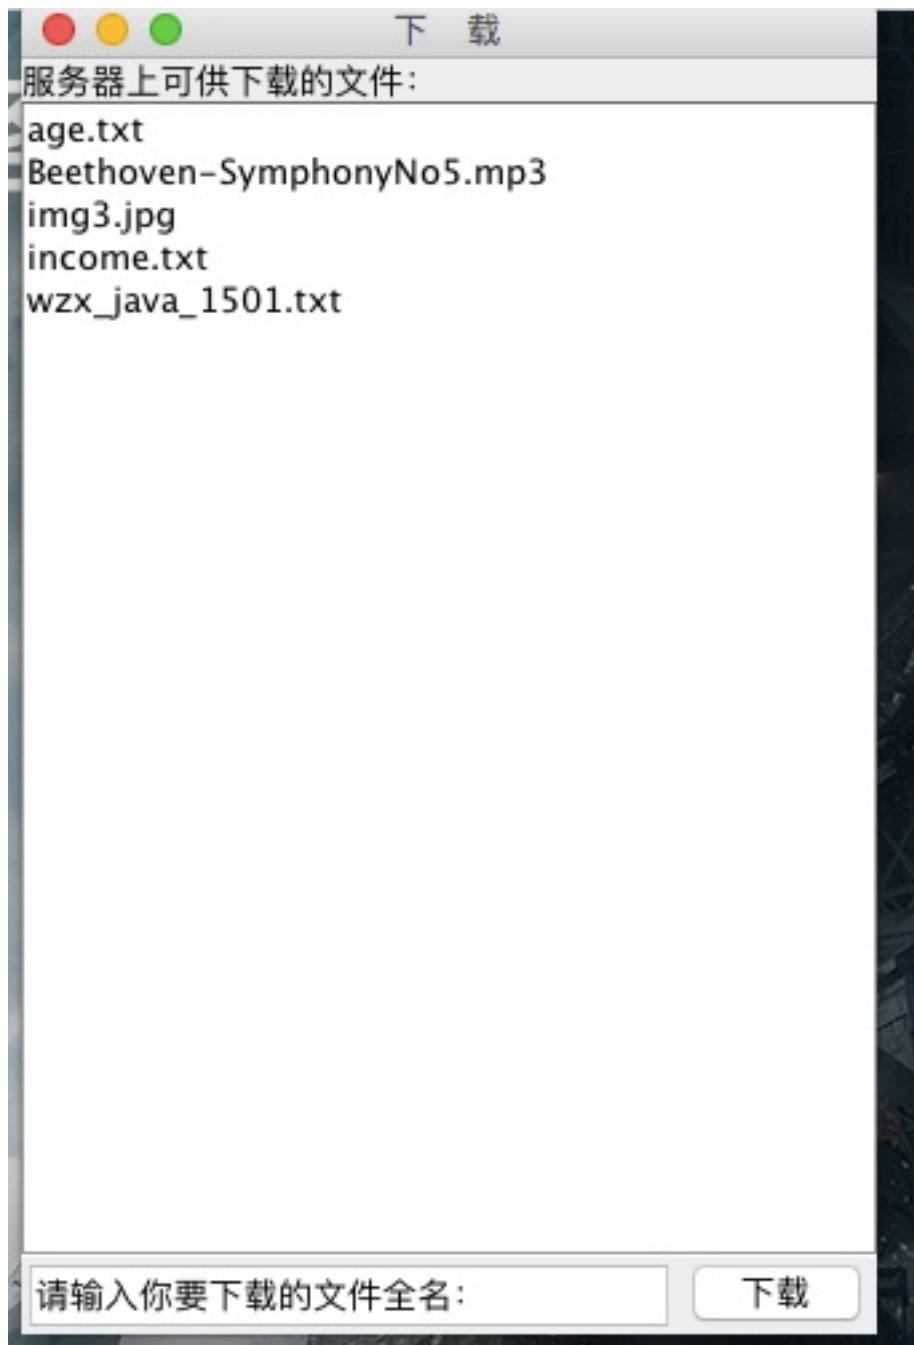 下 载
服务器上可供下载的文件：
age.txt
Beethoven-SymphonyNo5.mp3
img3.jpg
income.txt
wzx_java_1501.txt
请输入你要下载的文件全名： 下载